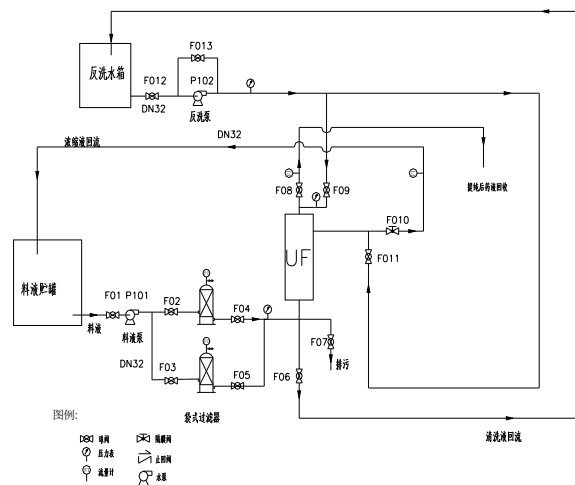 F013
反洗水箱
F012
P102
DN32
反洗泵
DN32
浓缩液回流
提纯后药液回收
F08
F09
F010
UF
F011
料液贮罐
F01
P101
F02
F04
料液
料液泵
F07
DN32
排污
F03
F05
F06
袋式过滤器
图例:
清洗液回流
球阀
隔膜阀
压力表
止回阀
流量计
水泵